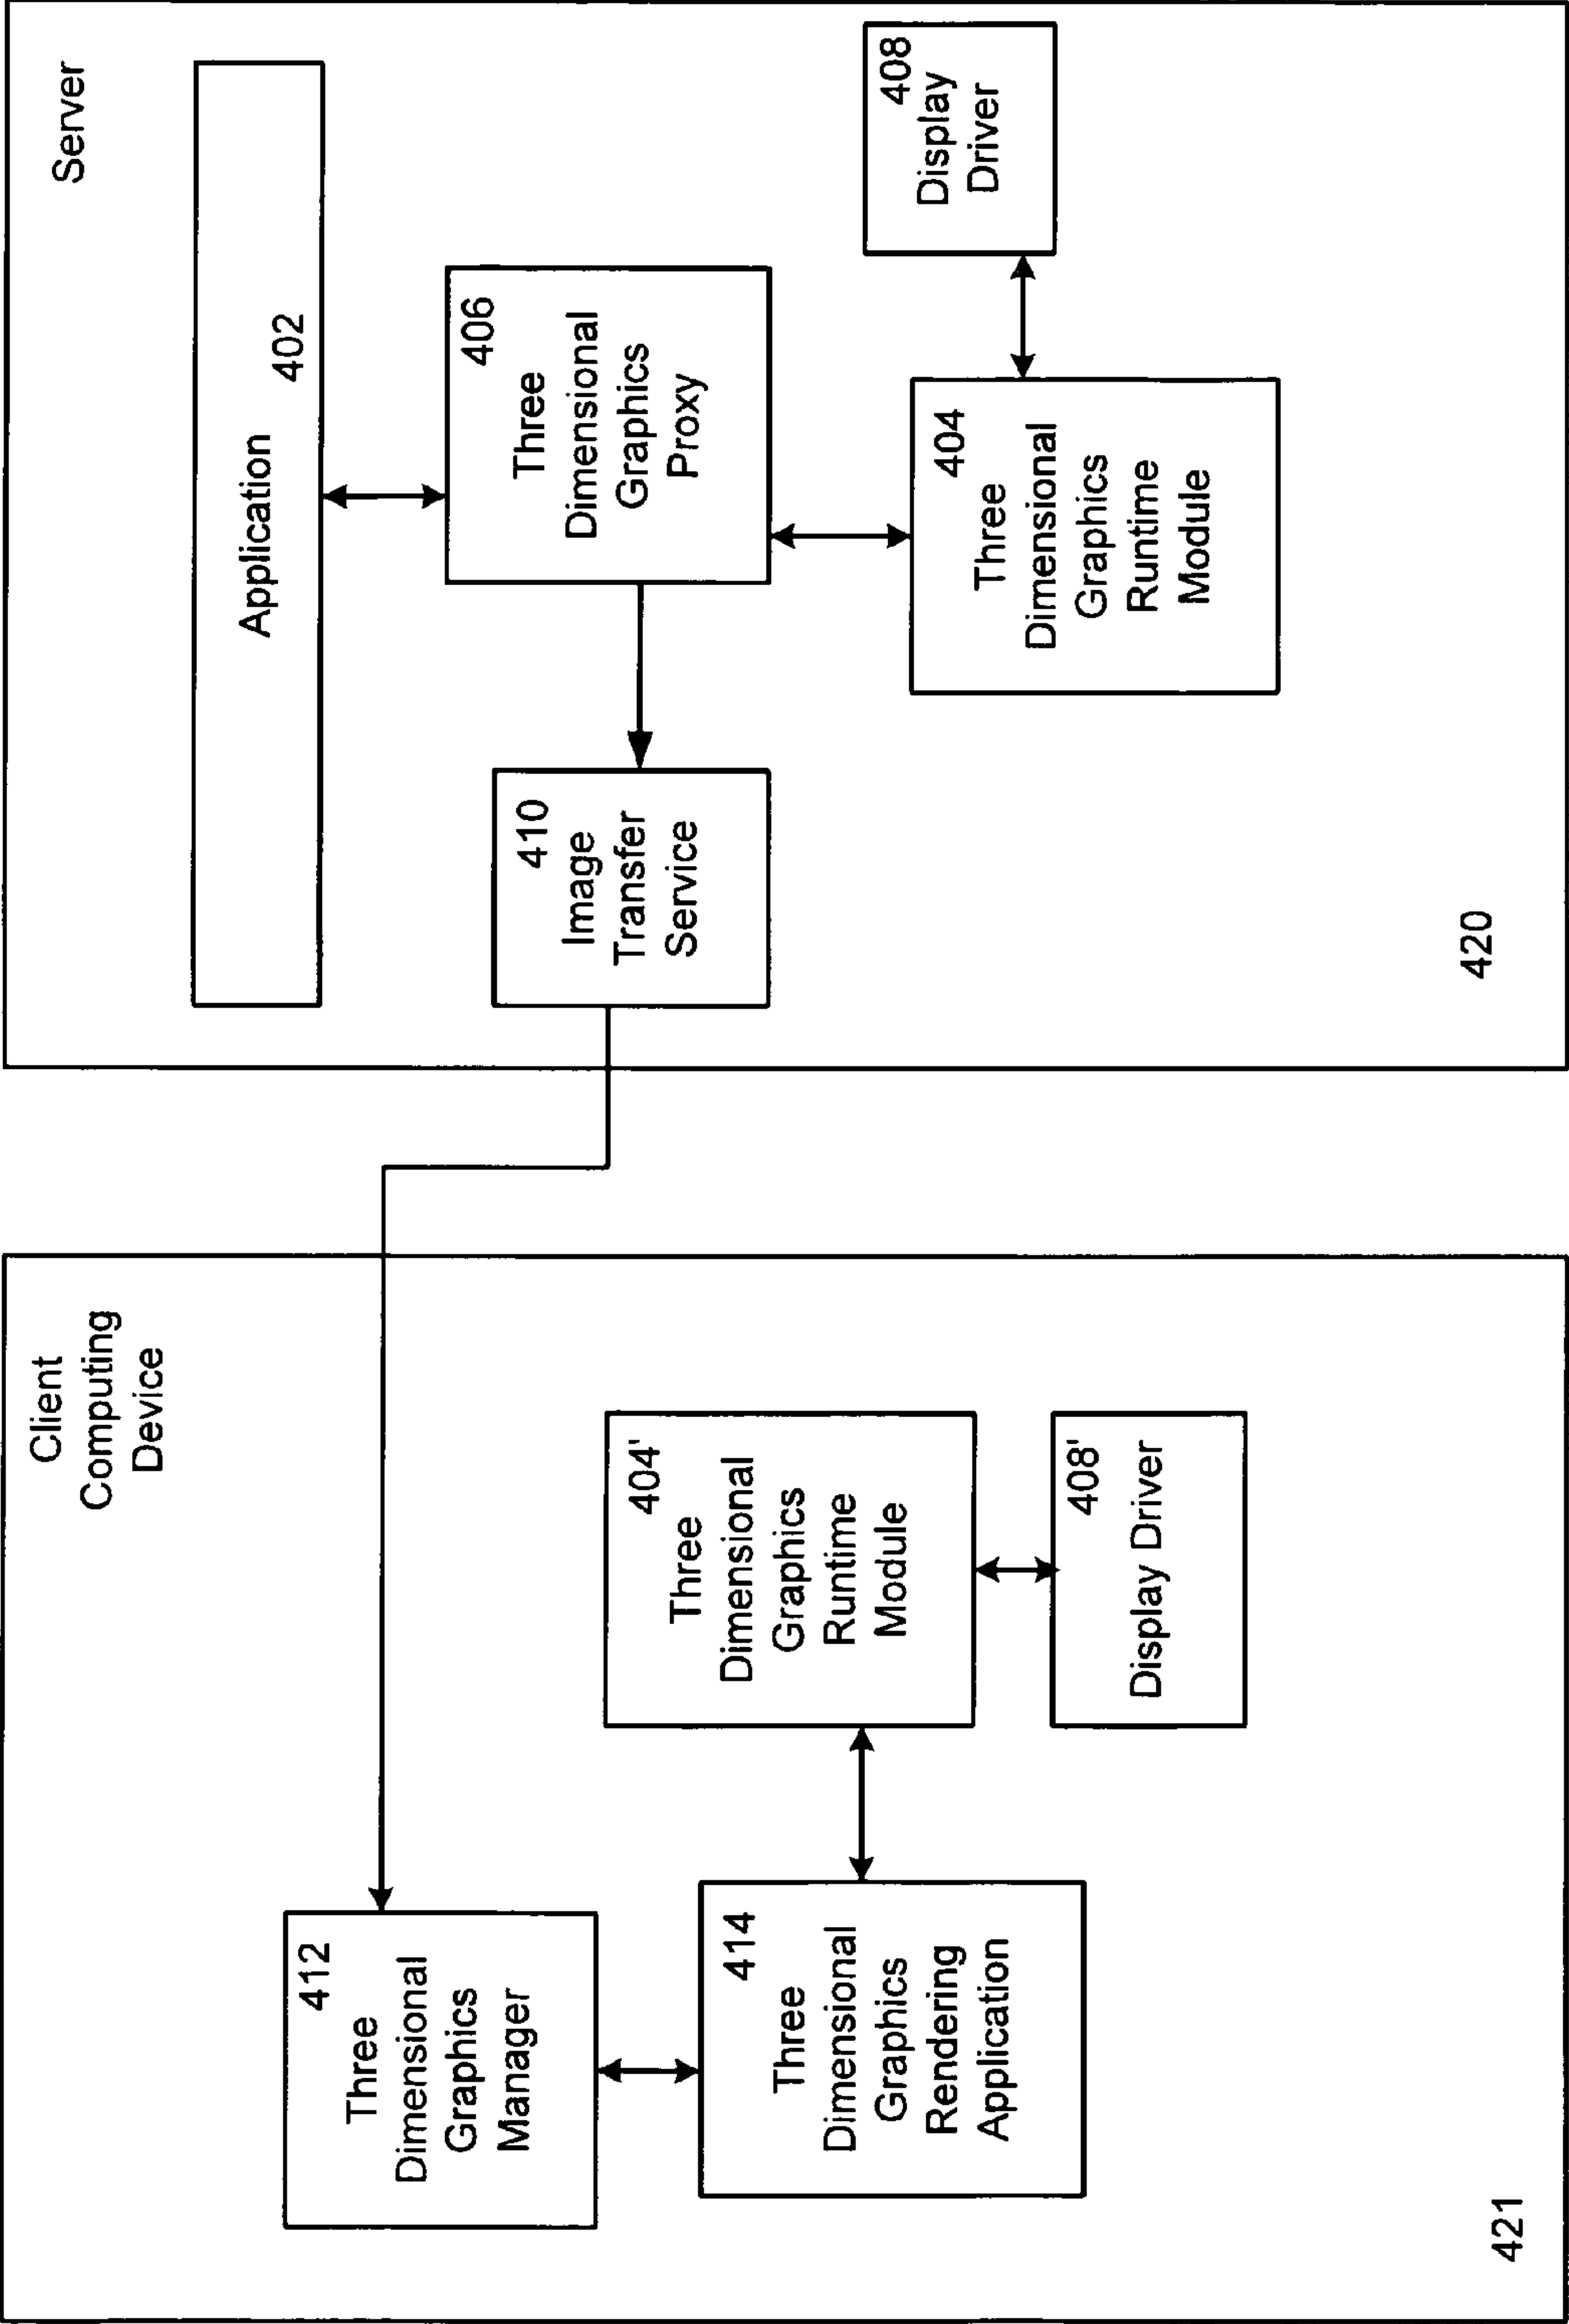 Client
Computing
Device
412
Three
Dimensional
Graphics
Manager
414
Three
Dimensional
Graphics
Rendering
Application
404'
Three
Dimensional
Graphics
Runtime
Module
408'
Display Driver
421
Server
Application
402
406
Three
Dimensional
Graphics
Proxy
410
Image
Transfer
Service
404
Three
Dimensional
Graphics
Runtime
Module
408
Display
Driver
420